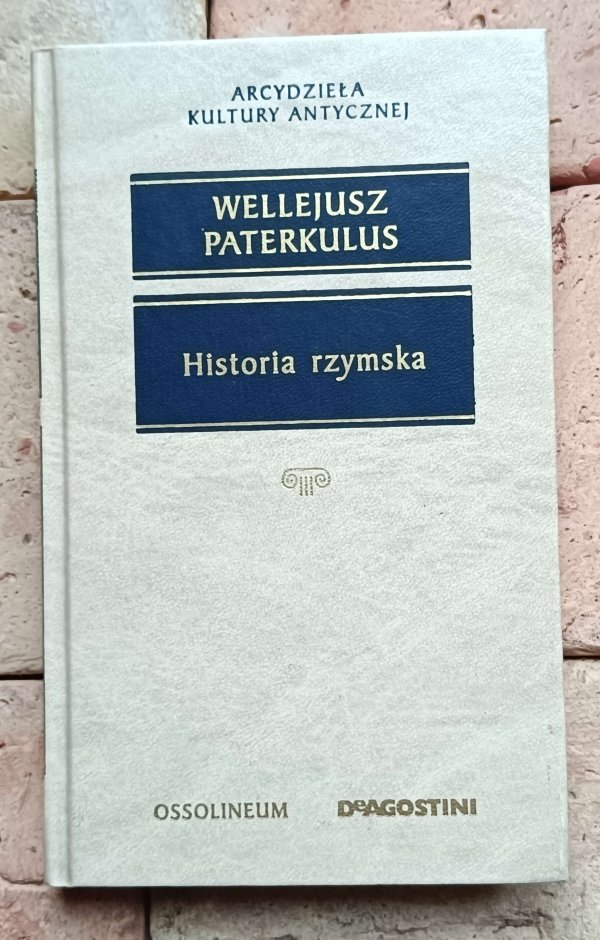 ARCYDZIEŁA
KULTURY ANTYCZNEJ
WELLEJUSZ
PATERKULUS
Historia rzymska
OSSOLINEUM DeAGOSTINI